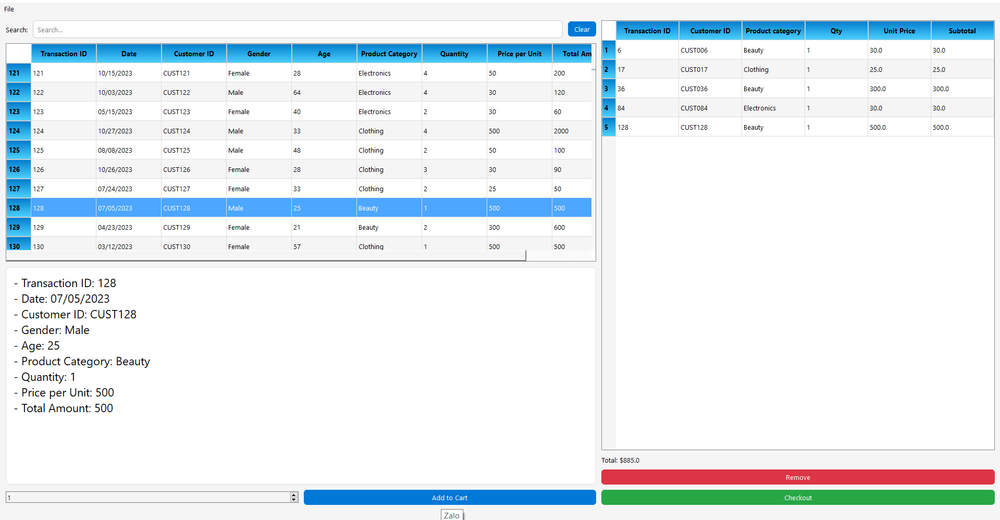 File
Search: Search... Clear
Transaction ID Date Customer ID Gender Age Product Category Quantity Price per Unit Total Am
121 121 10/15/2023 CUST121 Female 28 Electronics 4 50 200
122 122 10/03/2023 CUST122 Male 64 Electronics 4 30 120
123 123 05/15/2023 CUST123 Female 40 Electronics 2 30 60
124 124 10/27/2023 CUST124 Male 33 Clothing 4 500 2000
125 125 08/08/2023 CUST125 Male 48 Clothing 2 50 100
126 126 10/26/2023 CUST126 Female 28 Clothing 3 30 90
127 127 07/24/2023 CUST127 Female 33 Clothing 2 25 50
128 128 07/05/2023 CUST128 Male 25 Beauty 1 500 500
129 129 04/23/2023 CUST129 Female 21 Beauty 2 300 600
130 130 03/12/2023 CUST130 Female 57 Clothing 1 500 500
- Transaction ID: 128
- Date: 07/05/2023
- Customer ID: CUST128
- Gender: Male
- Age: 25
- Product Category: Beauty
- Quantity: 1
- Price per Unit: 500
- Total Amount: 500
1 Add to Cart
Zalo
Transaction ID Customer ID Product category Qty Unit Price Subtotal
1 6 CUST006 Beauty 1 30.0 30.0
2 17 CUST017 Clothing 1 25.0 25.0
3 36 CUST036 Beauty 1 300.0 300.0
4 84 CUST084 Electronics 1 30.0 30.0
5 128 CUST128 Beauty 1 500.0 500.0
Total: $885.0
Remove
Checkout